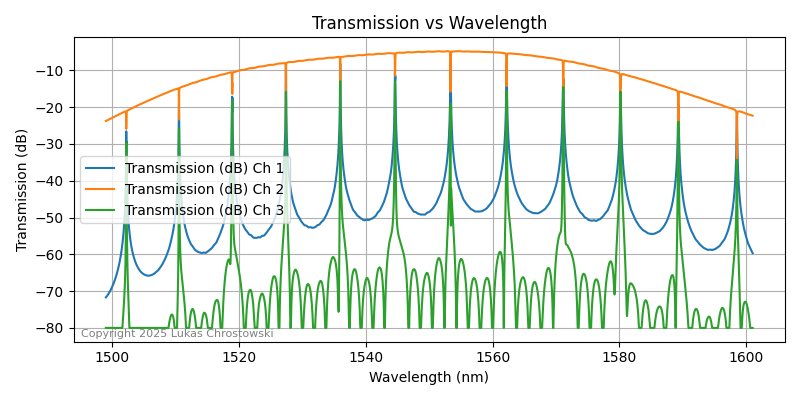 Transmission vs Wavelength
Transmission (dB)
−10
−20
−30
−40
−50
−60
−70
−80
Transmission (dB) Ch 1
Transmission (dB) Ch 2
Transmission (dB) Ch 3
Copyright 2025 Lukas Chrostowski
1500
1520
1540
1560
1580
1600
Wavelength (nm)